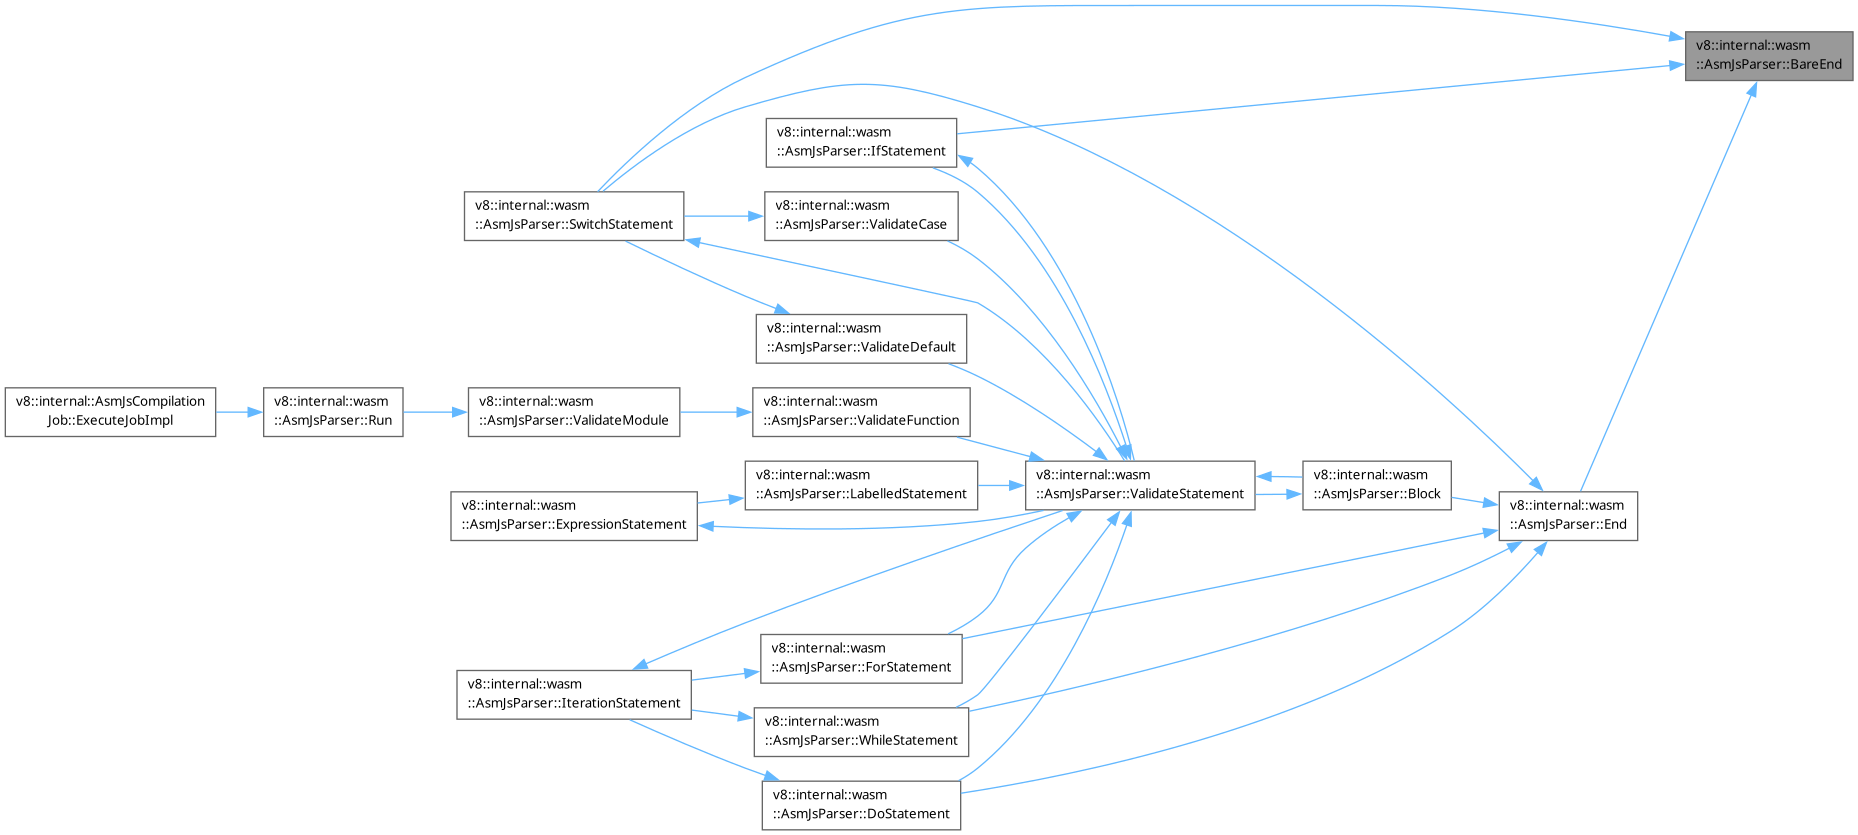 v8::internal::wasm
::AsmJsParser::BareEnd
v8::internal::wasm
::AsmJsParser::IfStatement
v8::internal::wasm
::AsmJsParser::SwitchStatement
v8::internal::wasm
::AsmJsParser::ValidateCase
v8::internal::wasm
::AsmJsParser::ValidateDefault
v8::internal::AsmJsCompilation
Job::ExecuteJobImpl
v8::internal::wasm
::AsmJsParser::Run
v8::internal::wasm
::AsmJsParser::ValidateModule
v8::internal::wasm
::AsmJsParser::ValidateFunction
v8::internal::wasm
::AsmJsParser::ExpressionStatement
v8::internal::wasm
::AsmJsParser::LabelledStatement
v8::internal::wasm
::AsmJsParser::ValidateStatement
v8::internal::wasm
::AsmJsParser::Block
v8::internal::wasm
::AsmJsParser::End
v8::internal::wasm
::AsmJsParser::ForStatement
v8::internal::wasm
::AsmJsParser::IterationStatement
v8::internal::wasm
::AsmJsParser::WhileStatement
v8::internal::wasm
::AsmJsParser::DoStatement